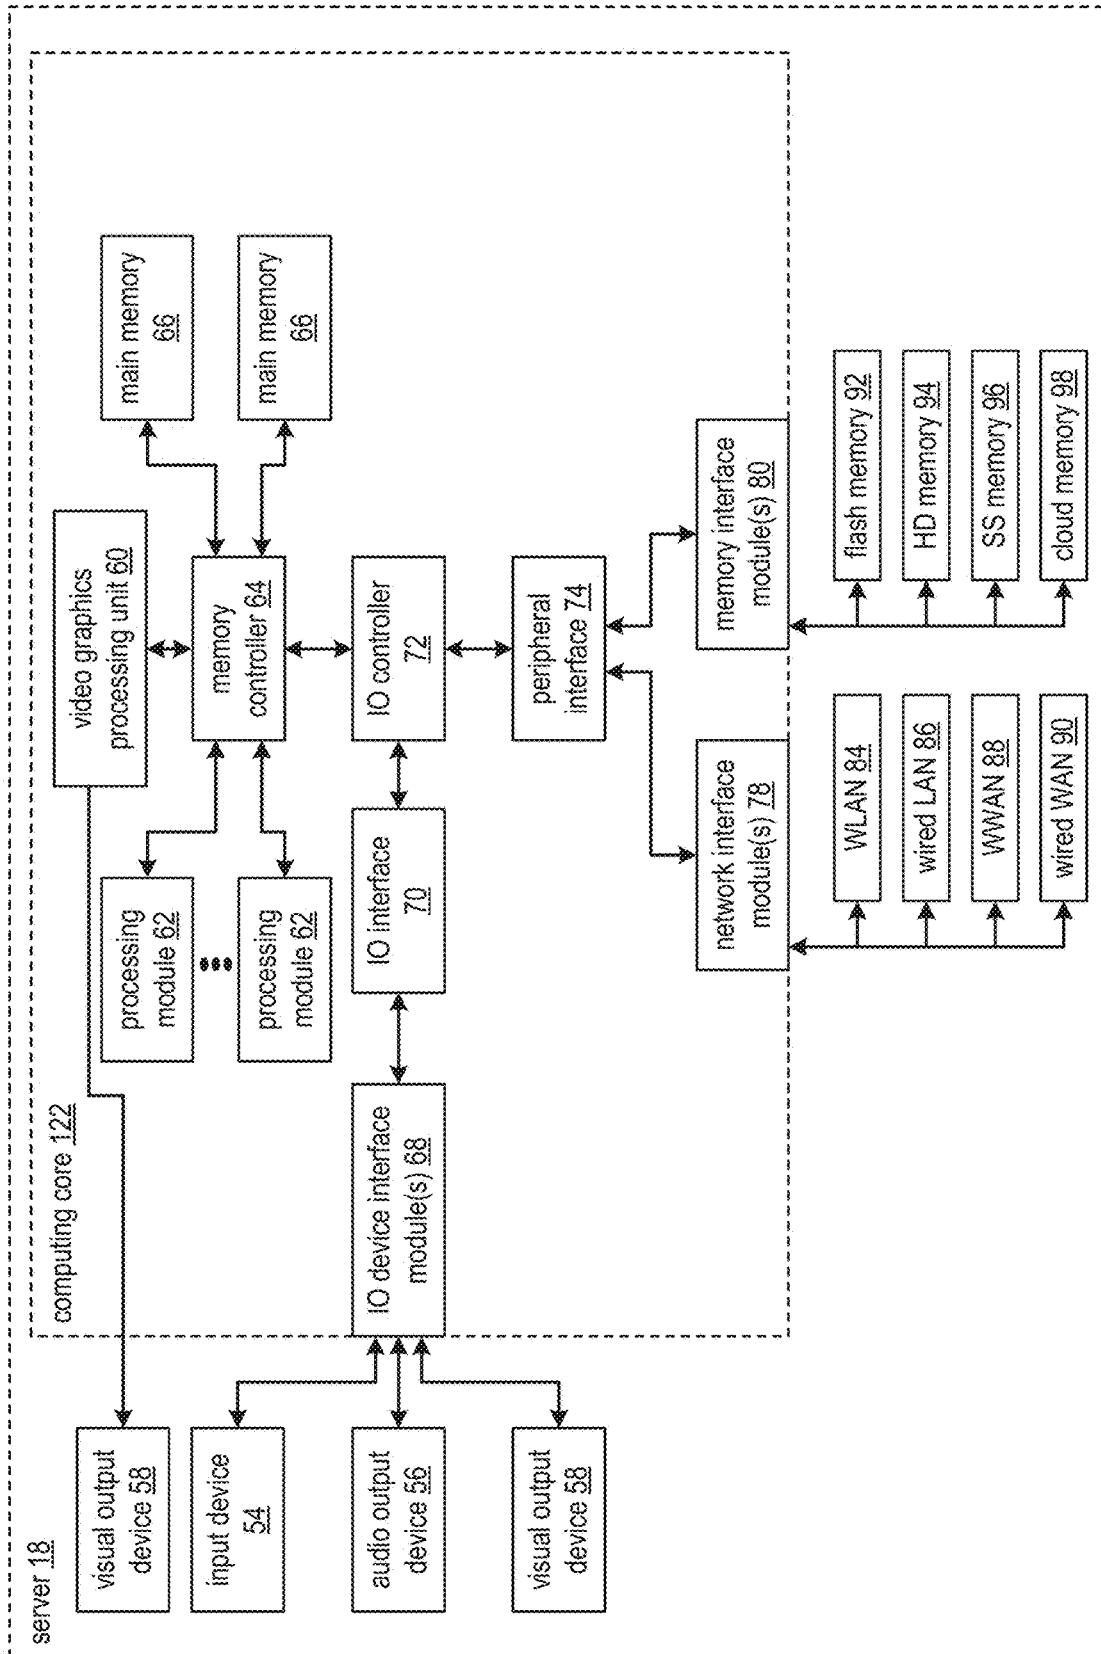 server 18
computing core 122
visual output
device 58
input device
54
audio output
device 56
visual output
device 58
IO device interface
module(s) 68
processing
module 62
processing
module 62
IO interface
70
video graphics
processing unit 60
memory
controller 64
IO controller
72
peripheral
interface 74
main memory
66
main memory
66
network interface
module(s) 78
memory interface
module(s) 80
WLAN 84
wired LAN 86
WWAN 88
wired WAN 90
flash memory 92
HD memory 94
SS memory 96
cloud memory 98